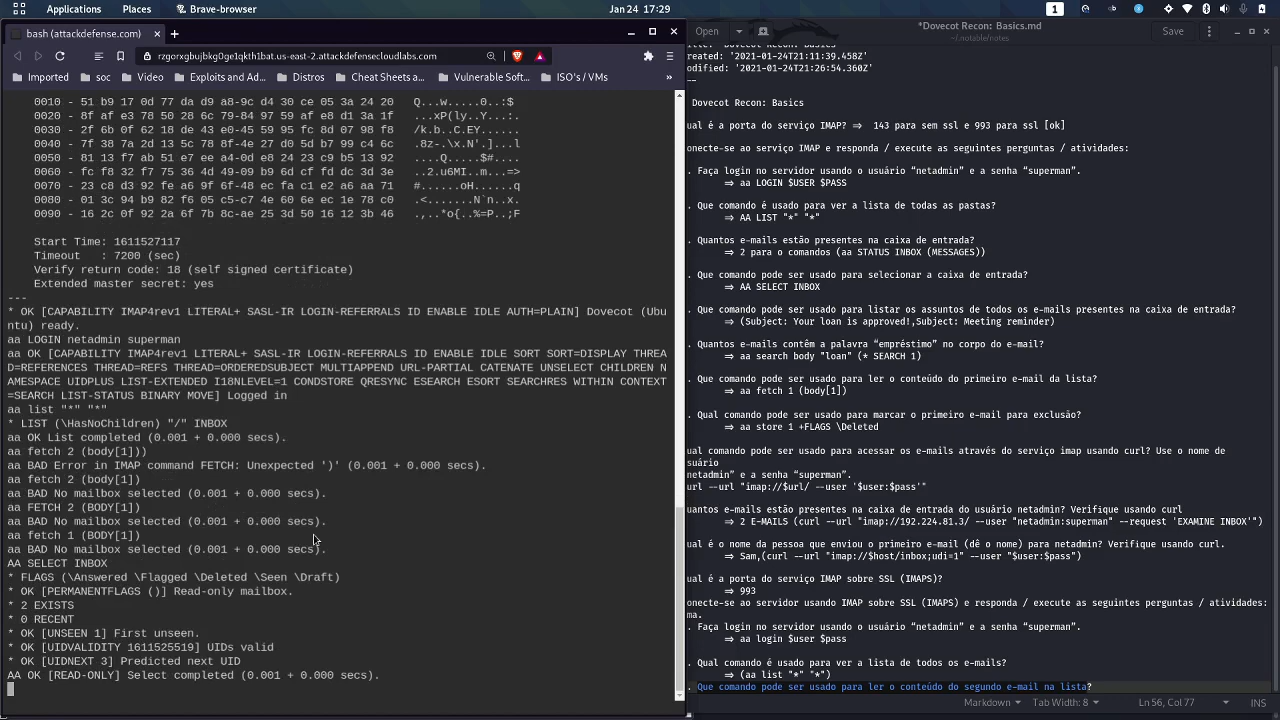 Applications
Places
Brave-browser
Jan 24 17:29
1
bash (attackdefense.com)
rzgorxgbujbkg0ge1qkth1bat.us-east-2.attackdefensecloudlabs.com
Imported
soc
Video
Exploits and Ad...
Distros
Cheat Sheets a...
Vulnerable Soft...
ISO's / VMs
»
0010 - 51 b9 17 0d 77 da d9 a8-9c d4 30 ce 05 3a 24 20 Q...w.....0..:$
0020 - 8f af e3 78 50 28 6c 79-84 97 59 af e8 d1 3a 1f ...xP(ly..Y...:.
0030 - 2f 6b 0f 62 18 de 43 e0-45 59 95 fc 8d 07 98 f8 /k.b..C.EY......
0040 - 7f 38 7a 2d 13 5c 78 8f-4e 27 0d 5d b7 99 c4 6c .8z-.\x.N'.]...l
0050 - 81 13 f7 ab 51 e7 ee a4-0d e8 24 23 c9 b5 13 92 ....Q.....$#....
0060 - fc f8 32 f7 75 36 4d 49-09 b9 6d cf fd dc 3d 3e ..2.u6MI..m...=>
0070 - 23 c8 d3 92 fe a6 9f 6f-48 ec fa c1 e2 a6 aa 71 #......oH......q
0080 - 01 3c 94 b9 82 f6 05 c5-c7 4e 60 6e ec 1e 78 c0 .<.......N`n..x.
0090 - 16 2c 0f 92 2a 6f 7b 8c-ae 25 3d 50 16 12 3b 46 .,..*o{..%=P..;F
Start Time: 1611527117
Timeout : 7200 (sec)
Verify return code: 18 (self signed certificate)
Extended master secret: yes
---
* OK [CAPABILITY IMAP4rev1 LITERAL+ SASL-IR LOGIN-REFERRALS ID ENABLE IDLE AUTH=PLAIN] Dovecot (Ubu
ntu) ready.
aa LOGIN netadmin superman
aa OK [CAPABILITY IMAP4rev1 LITERAL+ SASL-IR LOGIN-REFERRALS ID ENABLE IDLE SORT SORT=DISPLAY THREA
D=REFERENCES THREAD=REFS THREAD=ORDEREDSUBJECT MULTIAPPEND URL-PARTIAL CATENATE UNSELECT CHILDREN N
AMESPACE UIDPLUS LIST-EXTENDED I18NLEVEL=1 CONDSTORE QRESYNC ESEARCH ESORT SEARCHRES WITHIN CONTEXT
=SEARCH LIST-STATUS BINARY MOVE] Logged in
aa list "*" "*"
* LIST (\HasNoChildren) "/" INBOX
aa OK List completed (0.001 + 0.000 secs).
aa fetch 2 (body[1]))
aa BAD Error in IMAP command FETCH: Unexpected ')' (0.001 + 0.000 secs).
aa fetch 2 (body[1])
aa BAD No mailbox selected (0.001 + 0.000 secs).
aa FETCH 2 (BODY[1])
aa BAD No mailbox selected (0.001 + 0.000 secs).
aa fetch 1 (BODY[1])
aa BAD No mailbox selected (0.001 + 0.000 secs).
AA SELECT INBOX
* FLAGS (\Answered \Flagged \Deleted \Seen \Draft)
* OK [PERMANENTFLAGS ()] Read-only mailbox.
* 2 EXISTS
* 0 RECENT
* OK [UNSEEN 1] First unseen.
* OK [UIDVALIDITY 1611525519] UIDs valid
* OK [UIDNEXT 3] Predicted next UID
AA OK [READ-ONLY] Select completed (0.001 + 0.000 secs).
Open
*Dovecot Recon: Basics.md
~/.notable/notes
Save
reated: '2021-01-24T21:11:39.458Z'
odified: '2021-01-24T21:26:54.360Z'
--
Dovecot Recon: Basics
ual é a porta do serviço IMAP? ⇒ 143 para sem ssl e 993 para ssl [ok]
onecte-se ao serviço IMAP e responda / execute as seguintes perguntas / atividades:
. Faça login no servidor usando o usuário “netadmin” e a senha “superman”.
⇒ aa LOGIN $USER $PASS
. Que comando é usado para ver a lista de todas as pastas?
⇒ AA LIST "*" "*"
. Quantos e-mails estão presentes na caixa de entrada?
⇒ 2 para o comandos (aa STATUS INBOX (MESSAGES))
. Que comando pode ser usado para selecionar a caixa de entrada?
⇒ AA SELECT INBOX
. Que comando pode ser usado para listar os assuntos de todos os e-mails presentes na caixa de entrada?
⇒ (Subject: Your loan is approved!,Subject: Meeting reminder)
. Quantos e-mails contêm a palavra “empréstimo” no corpo do e-mail?
⇒ aa search body "loan" (* SEARCH 1)
. Que comando pode ser usado para ler o conteúdo do primeiro e-mail da lista?
⇒ aa fetch 1 (body[1])
. Qual comando pode ser usado para marcar o primeiro e-mail para exclusão?
⇒ aa store 1 +FLAGS \Deleted
ual comando pode ser usado para acessar os e-mails através do serviço imap usando curl? Use o nome de
suário
netadmin” e a senha “superman”.
url --url "imap://$url/ --user '$user:$pass'"
uantos e-mails estão presentes na caixa de entrada do usuário netadmin? Verifique usando curl
⇒ 2 E-MAILS (curl --url "imap://192.224.81.3/ --user "netadmin:superman" --request 'EXAMINE INBOX'")
ual é o nome da pessoa que enviou o primeiro e-mail (dê o nome) para netadmin? Verifique usando curl.
⇒ Sam,(curl --url "imap://$host/inbox;udi=1" --user "$user:$pass")
ual é a porta do serviço IMAP sobre SSL (IMAPS)?
⇒ 993
onecte-se ao servidor usando IMAP sobre SSL (IMAPS) e responda / execute as seguintes perguntas / atividades:
ma.
. Faça login no servidor usando o usuário “netadmin” e a senha “superman”.
⇒ aa login $user $pass
. Qual comando é usado para ver a lista de todos os e-mails?
⇒ (aa list "*" "*")
. Que comando pode ser usado para ler o conteúdo do segundo e-mail na lista?
Markdown
Tab Width: 8
Ln 56, Col 77
INS